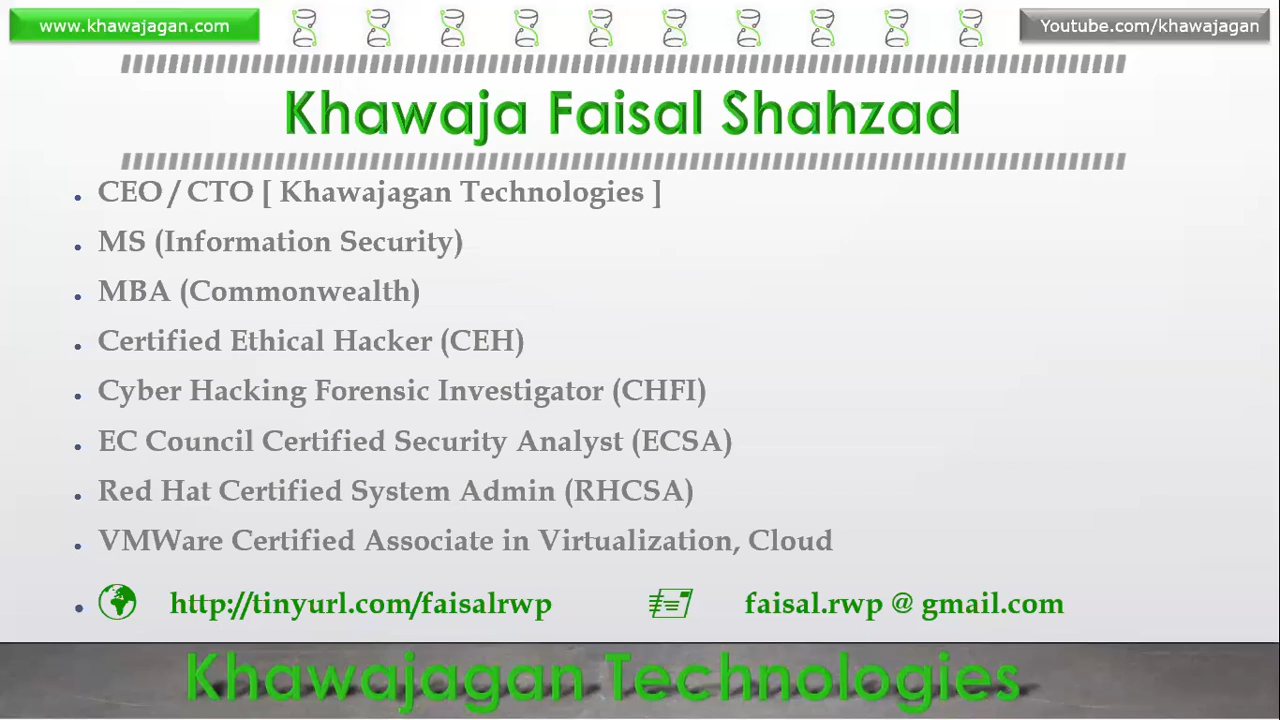 www.khawajagan.com
Youtube.com/khawajagan
Khawaja Faisal Shahzad
CEO / CTO [ Khawajagan Technologies ]
MS (Information Security)
MBA (Commonwealth)
Certified Ethical Hacker (CEH)
Cyber Hacking Forensic Investigator (CHFI)
EC Council Certified Security Analyst (ECSA)
Red Hat Certified System Admin (RHCSA)
VMWare Certified Associate in Virtualization, Cloud
http://tinyurl.com/faisalrwp faisal.rwp @ gmail.com
Khawajagan Technologies